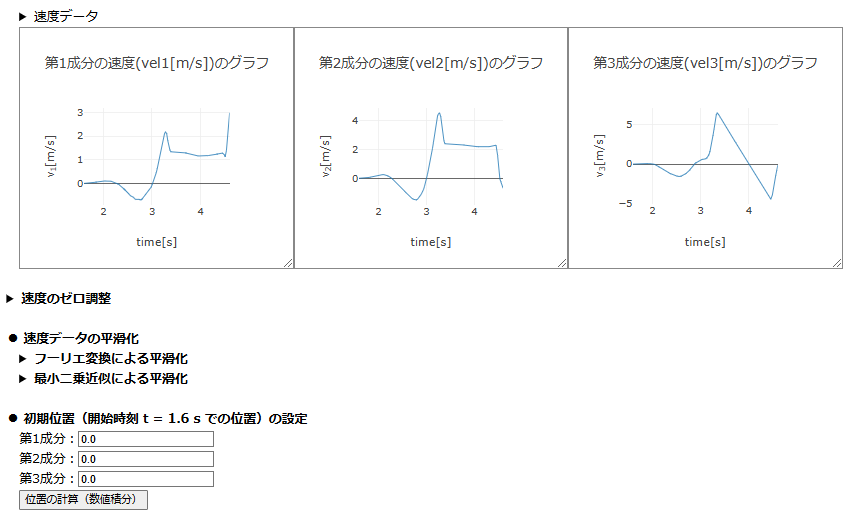 ▶ 速度データ
第1成分の速度(vel1[m/s])のグラフ
3
2
1
0
v₁[m/s]
2
3
4
time[s]
第2成分の速度(vel2[m/s])のグラフ
4
2
0
v₂[m/s]
2
3
4
time[s]
第3成分の速度(vel3[m/s])のグラフ
5
0
−5
v₃[m/s]
2
3
4
time[s]
▶ 速度のゼロ調整
● 速度データの平滑化
▶ フーリエ変換による平滑化
▶ 最小二乗近似による平滑化
● 初期位置（開始時刻 t = 1.6 s での位置）の設定
第1成分：0.0
第2成分：0.0
第3成分：0.0
位置の計算（数値積分）